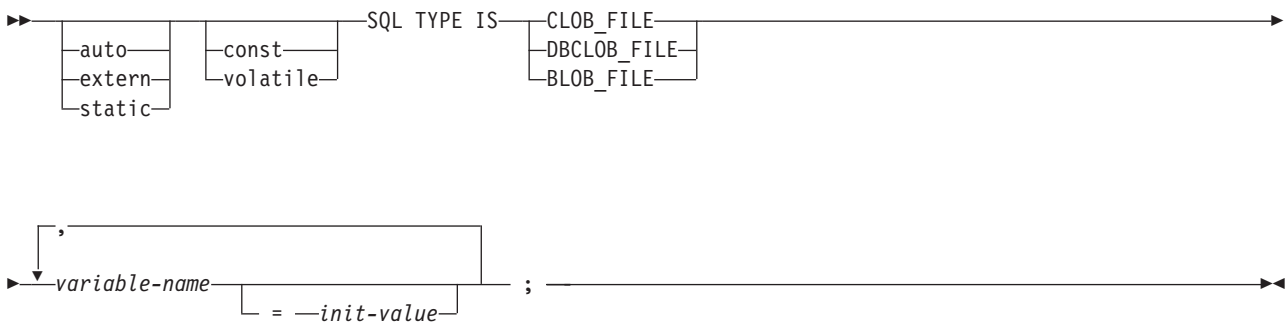 SQL TYPE IS CLOB_FILE
auto const DBCLOB_FILE
extern volatile BLOB_FILE
static
,
variable-name ;
= init-value